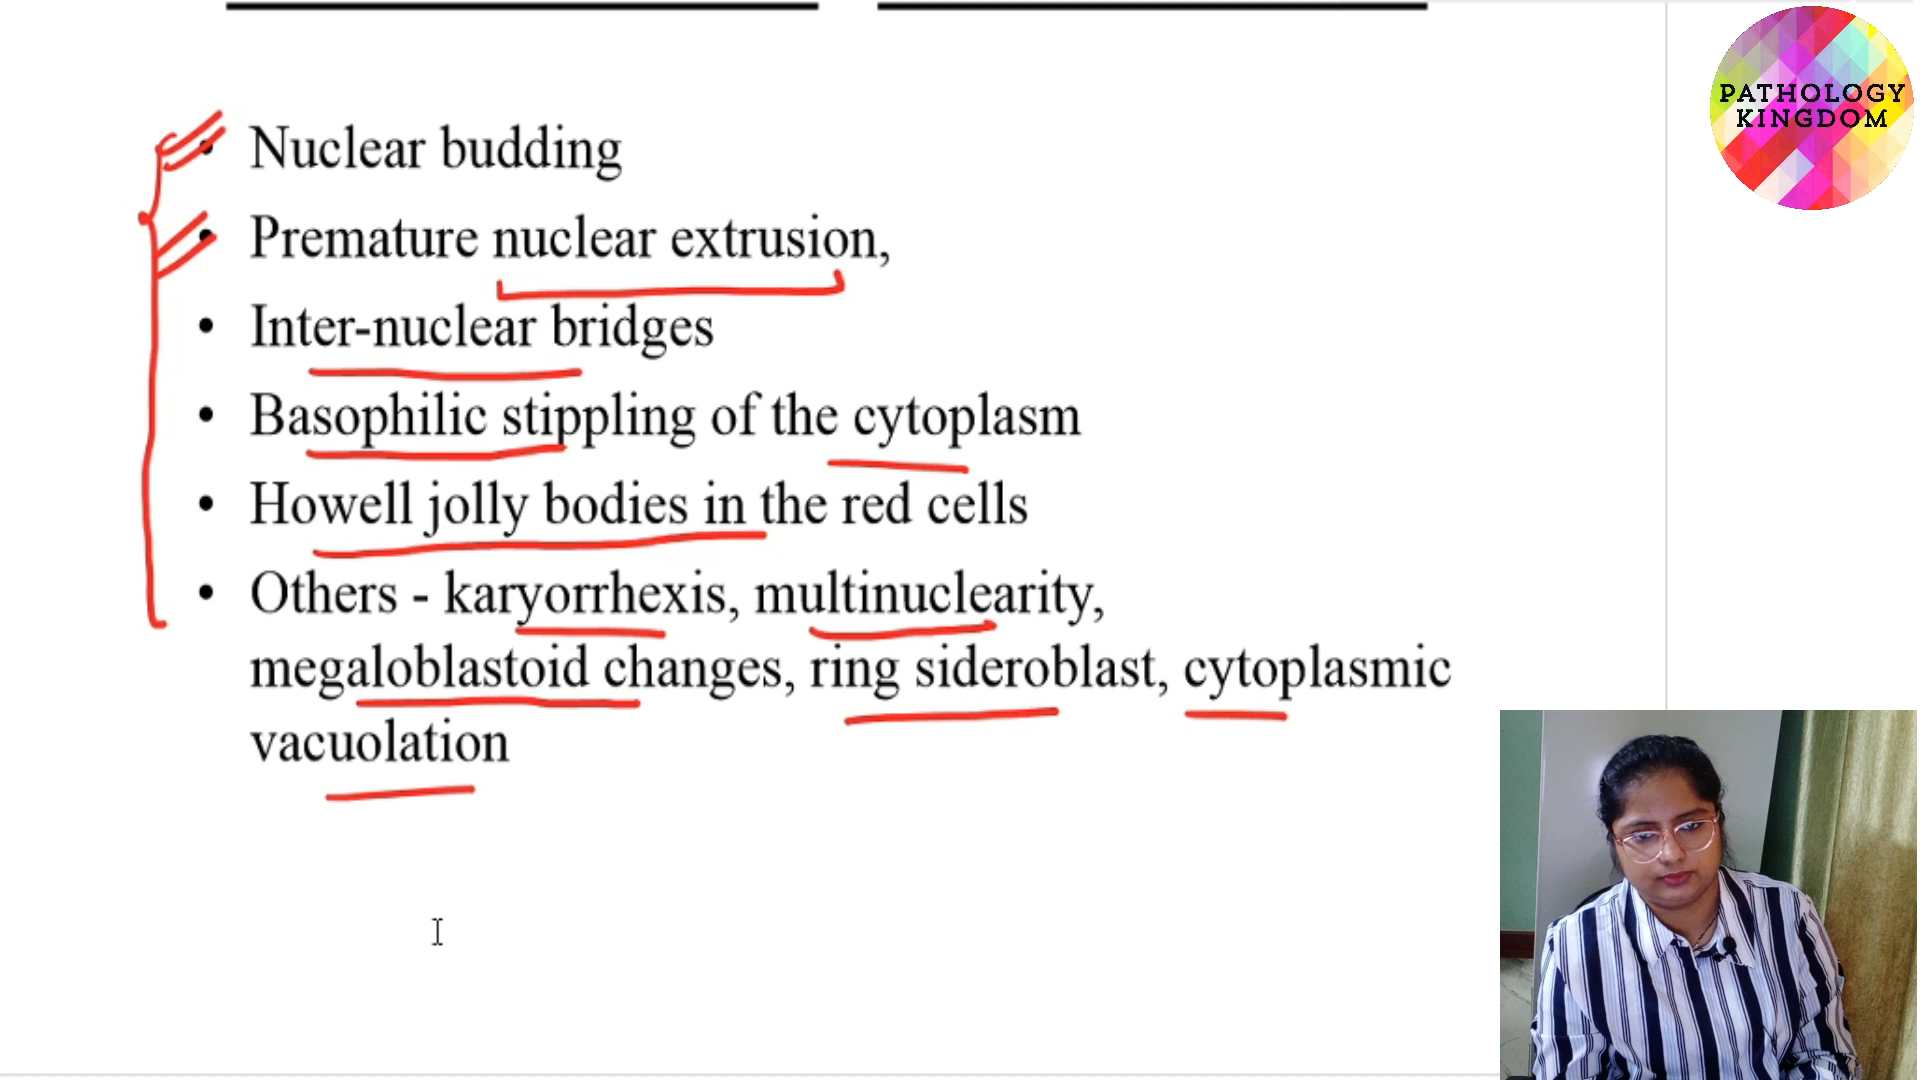 PATHOLOGY
KINGDOM
• Nuclear budding
• Premature nuclear extrusion,
• Inter-nuclear bridges
• Basophilic stippling of the cytoplasm
• Howell jolly bodies in the red cells
• Others - karyorrhexis, multinuclearity,
megaloblastoid changes, ring sideroblast, cytoplasmic
vacuolation